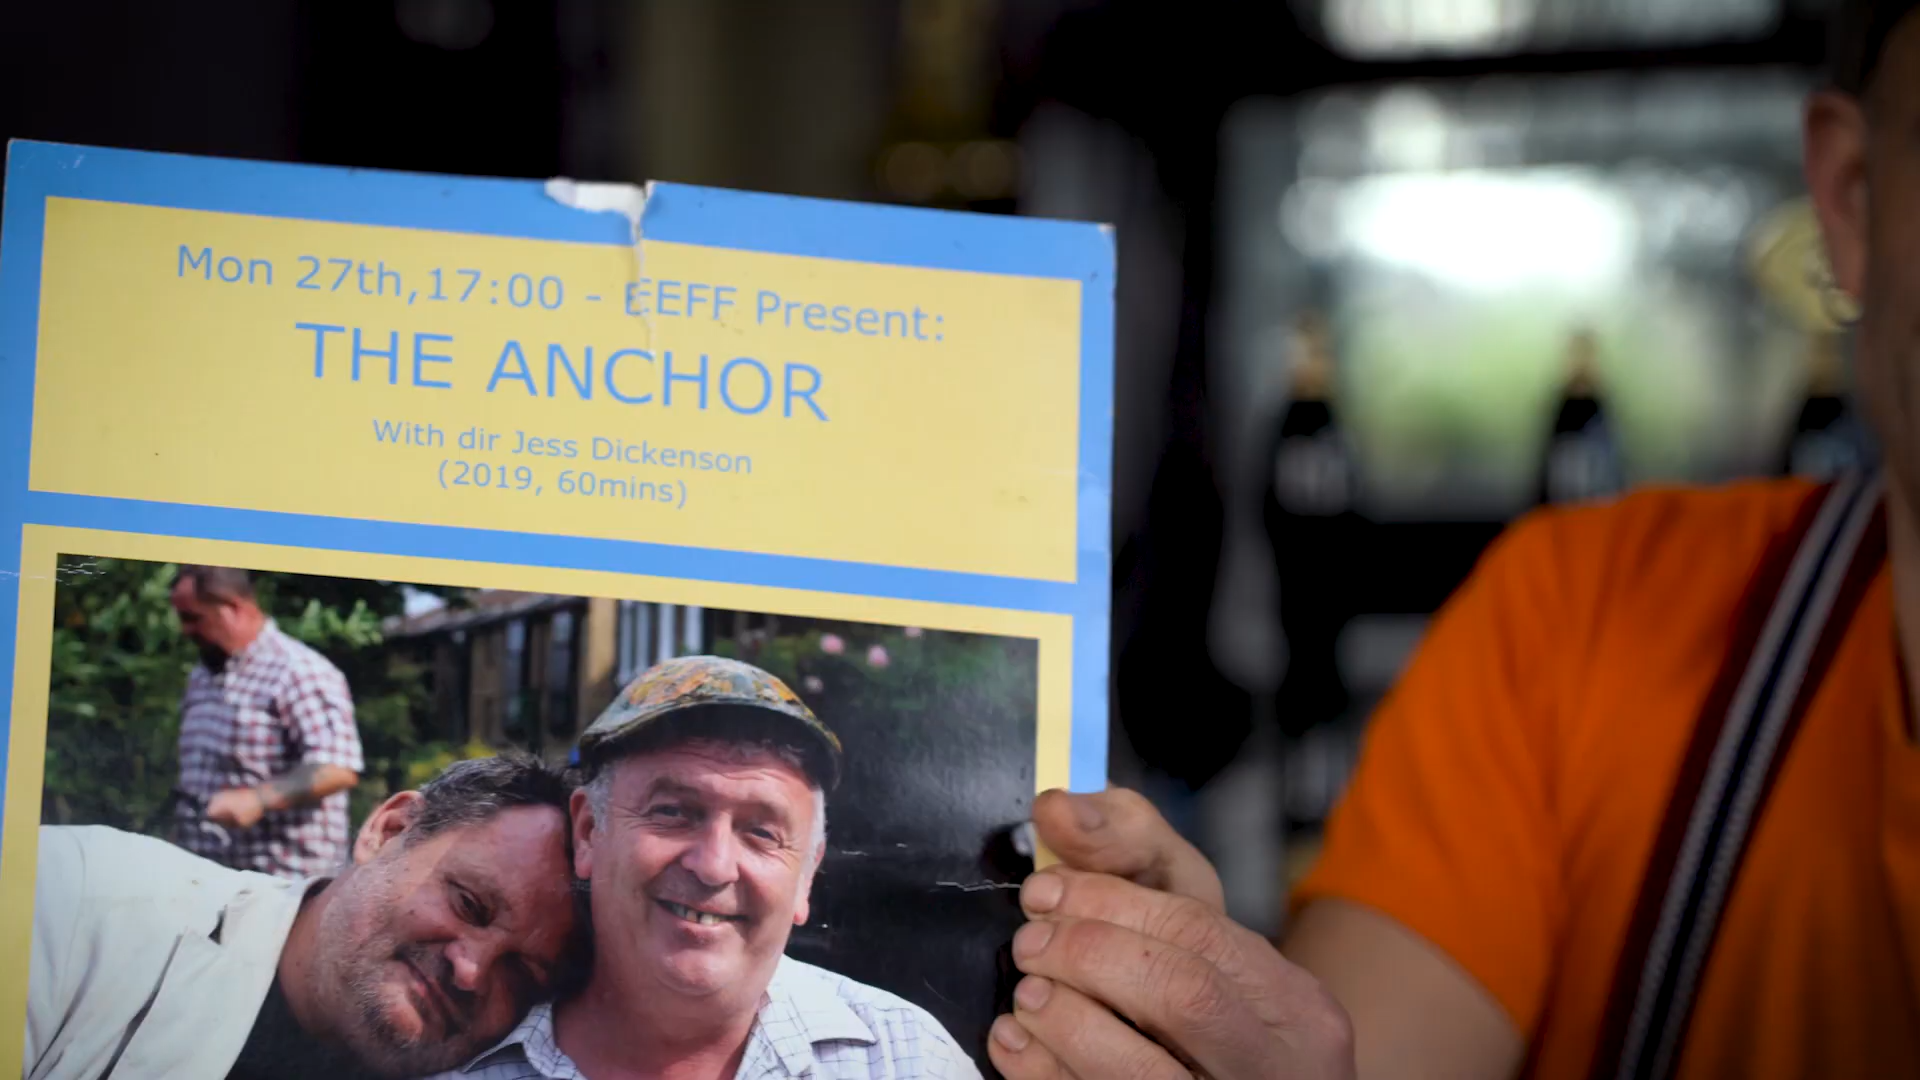 Mon 27th,17:00 - EEFF Present:
THE ANCHOR
With dir Jess Dickenson
(2019, 60mins)